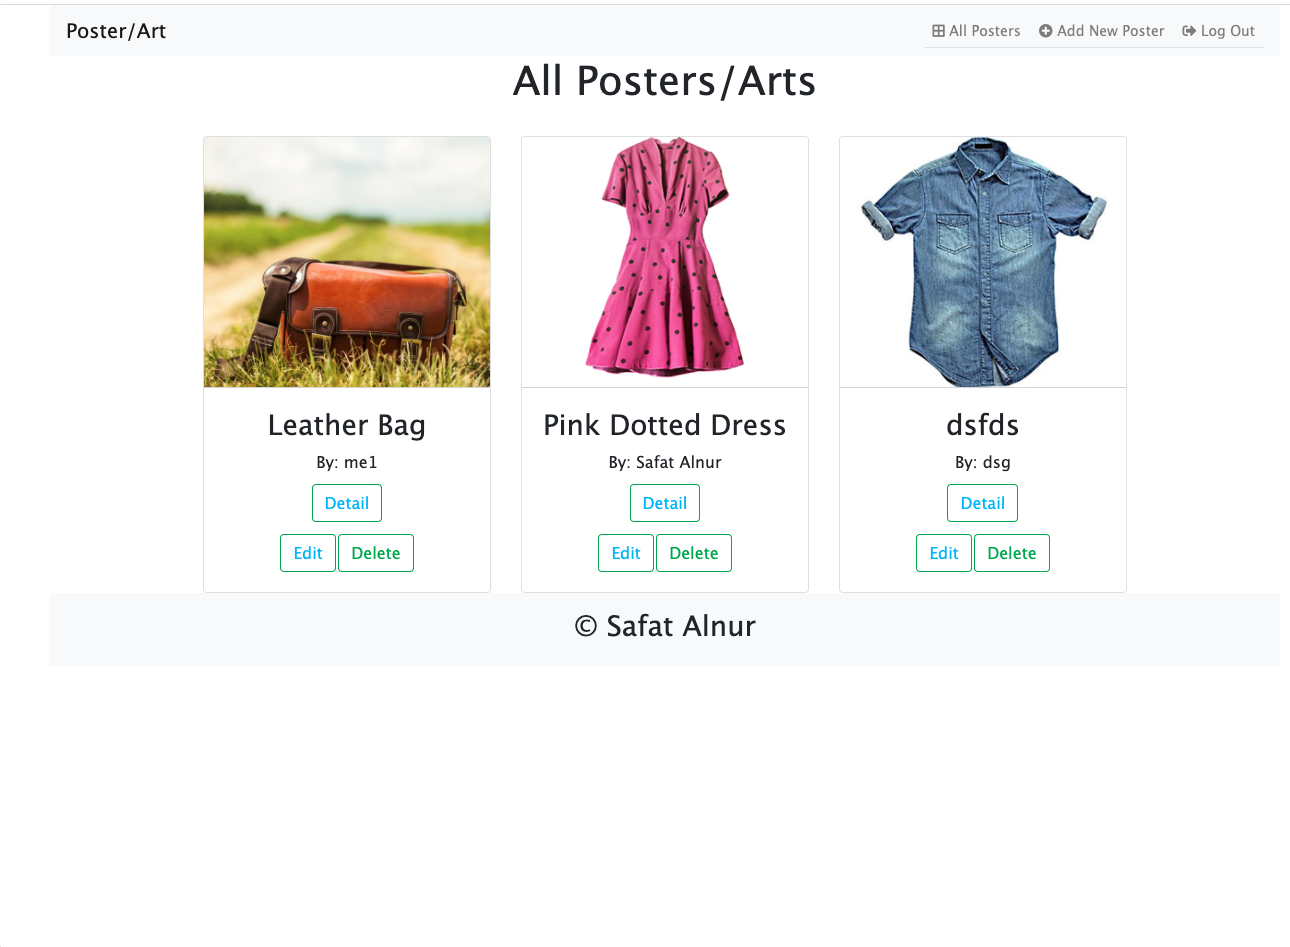 Poster/Art
All Posters
Add New Poster
Log Out
All Posters/Arts
Leather Bag
By: me1
Detail
Edit
Delete
Pink Dotted Dress
By: Safat Alnur
Detail
Edit
Delete
dsfds
By: dsg
Detail
Edit
Delete
© Safat Alnur